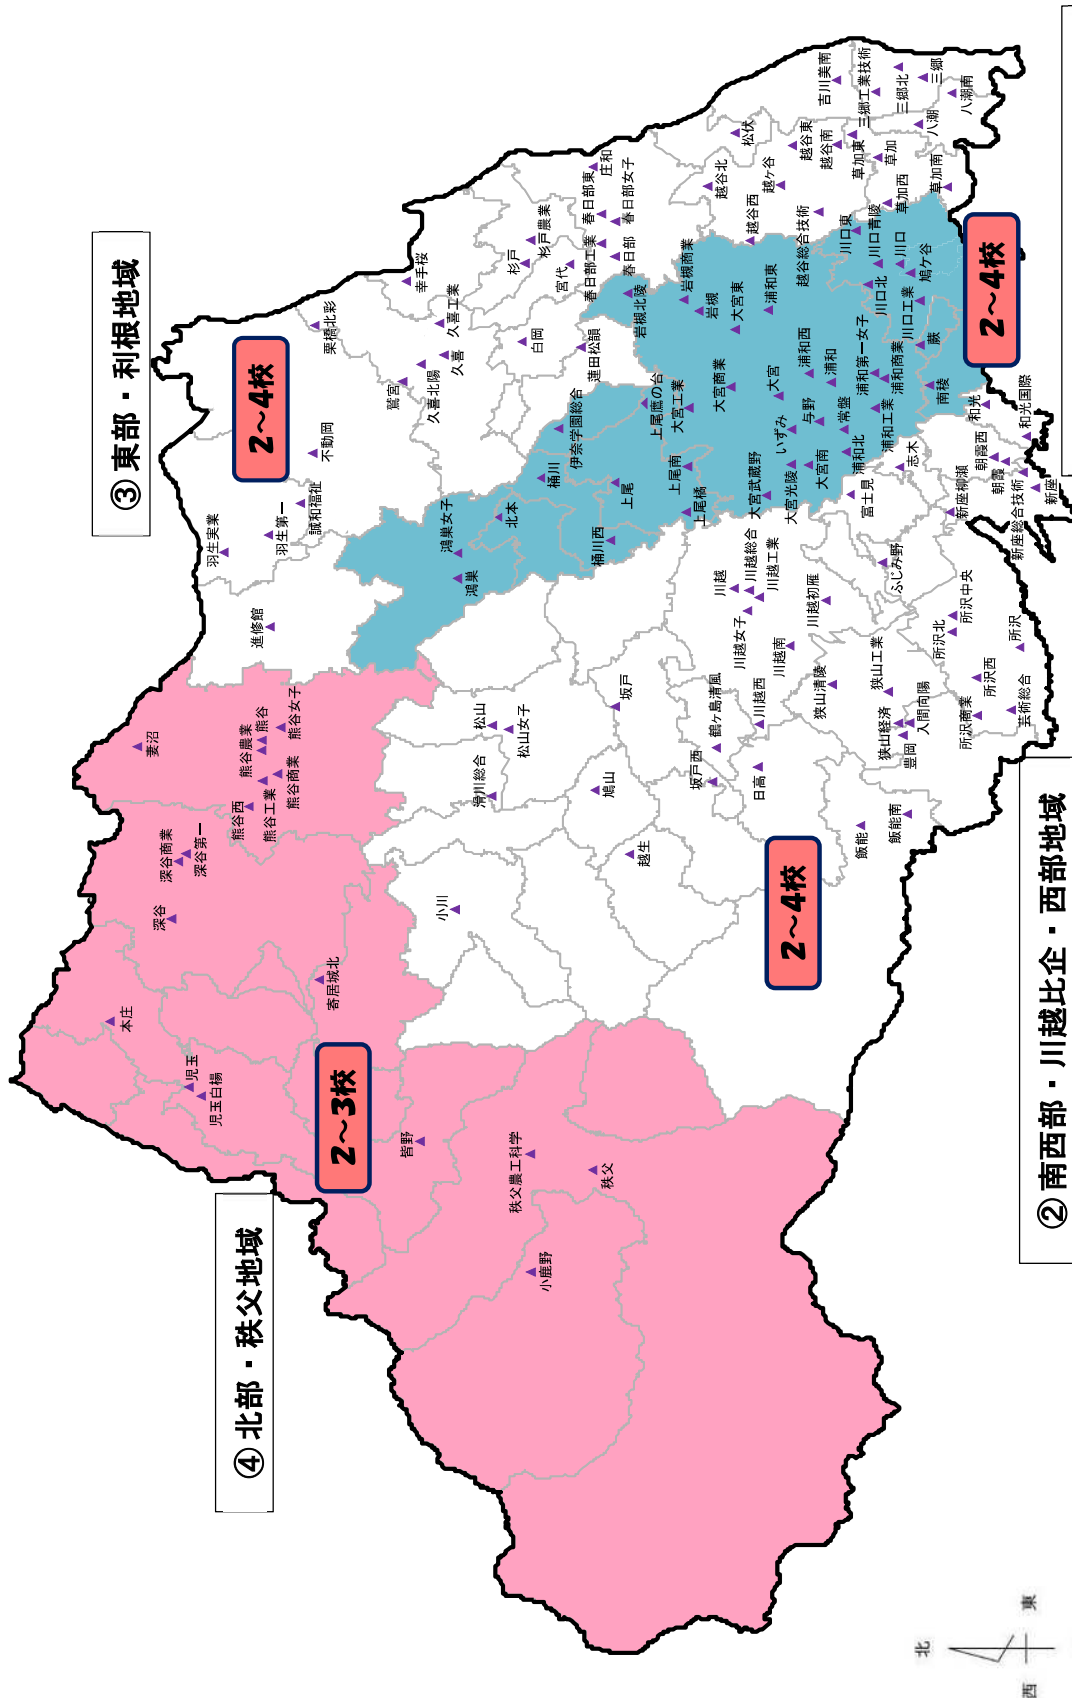 ③東部・利根地域
2～4校
④北部・秩父地域
2～3校
②南西部・川越比企・西部地域
2～4校
2～4校
北
西
東
妻沼
深谷商業
深谷第一
深谷
本庄
児玉
児玉白楊
寄居城北
熊谷西
熊谷工業
熊谷農業
熊谷
熊谷商業
熊谷女子
皆野
秩父農工科学
秩父
小鹿野
羽生実業
羽生第一
誠和福祉
進修館
不動岡
栗橋北彩
鷲宮
久喜北陽
久喜
久喜工業
幸手桜
杉戸
杉戸農業
宮代
白岡
蓮田松韻
春日部工業
春日部東
春日部
春日部女子
庄和
松伏
越谷北
越ヶ谷
越谷西
越谷東
越谷南
越谷総合技術
吉川美南
三郷工業技術
三郷北
三郷
八潮
八潮南
草加東
草加
草加西
草加南
鴻巣女子
鴻巣
北本
桶川
桶川西
伊奈学園総合
上尾鷹の台
上尾
上尾南
上尾橘
岩槻北陵
岩槻商業
岩槻
大宮東
大宮商業
大宮工業
大宮
大宮武蔵野
大宮光陵
大宮南
いずみ
与野
常盤
浦和東
浦和西
浦和
浦和北
浦和第一女子
浦和商業
浦和工業
川口東
川口青陵
川口
川口北
川口工業
鳩ケ谷
蕨
南稜
和光
和光国際
志木
富士見
新座柳瀬
朝霞西
朝霞
新座総合技術
新座
ふじみ野
川越
川越総合
川越工業
川越女子
川越初雁
川越南
川越西
鶴ヶ島清風
坂戸
坂戸西
日高
狭山清陵
狭山工業
狭山経済
入間向陽
豊岡
所沢北
所沢中央
所沢
所沢西
所沢商業
芸術総合
飯能
飯能南
松山
松山女子
滑川総合
鳩山
越生
小川